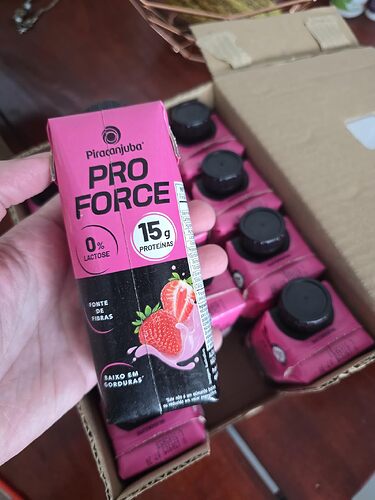 Piracanjuba®
PRO
FORCE
0%
LACTOSE
15g
PROTEÍNAS
FONTE
DE
FIBRAS
BAIXO EM
GORDURAS*